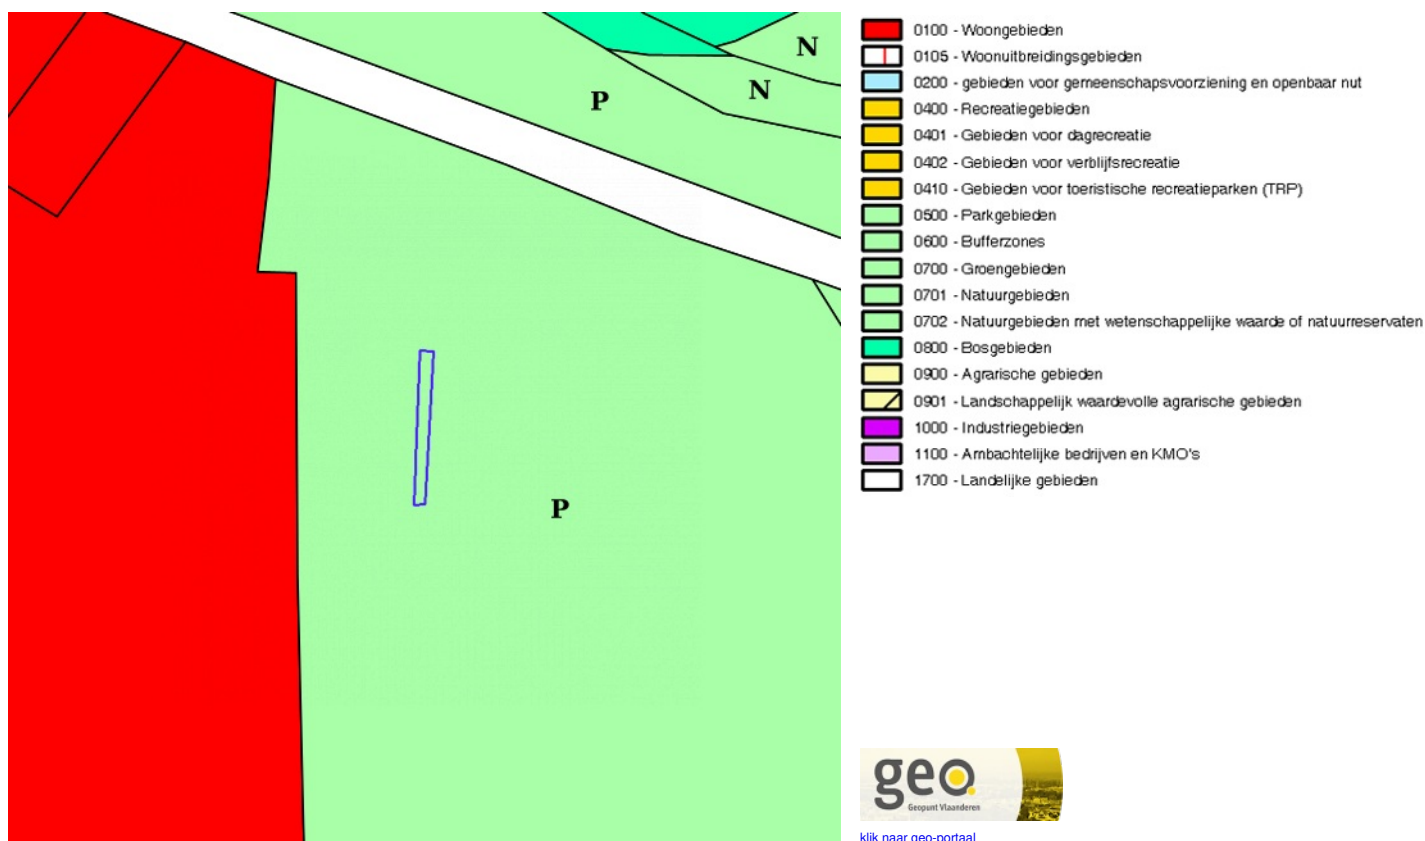 N
N
P
P
0100 - Woongebieden
0105 - Woonuitbreidingsgebieden
0200 - gebieden voor gemeenschapsvoorziening en openbaar nut
0400 - Recreatiegebieden
0401 - Gebieden voor dagrecreatie
0402 - Gebieden voor verblijfsrecreatie
0410 - Gebieden voor toeristische recreatieparken (TRP)
0500 - Parkgebieden
0600 - Bufferzones
0700 - Groengebieden
0701 - Natuurgebieden
0702 - Natuurgebieden met wetenschappelijke waarde of natuurreservaten
0800 - Bosgebieden
0900 - Agrarische gebieden
0901 - Landschappelijk waardevolle agrarische gebieden
1000 - Industriegebieden
1100 - Ambachtelijke bedrijven en KMO's
1700 - Landelijke gebieden
geo
Geopunt Vlaanderen
klik naar geo-portaal